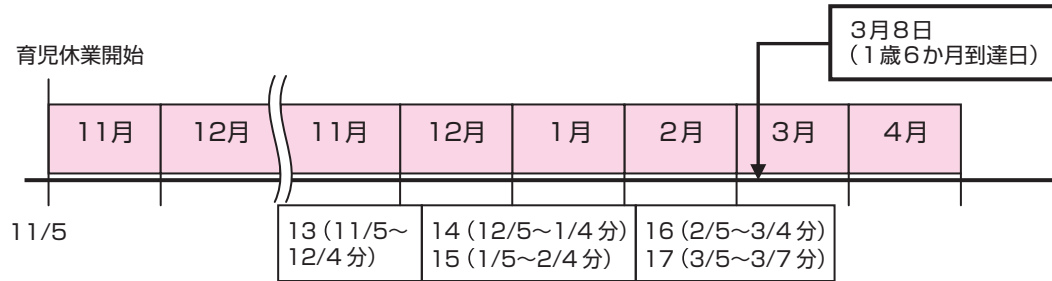 3月8日
（1歳6か月到達日）
育児休業開始
11月
12月
11月
12月
1月
2月
3月
4月
11/5
13（11/5～
12/4分）
14（12/5～1/4分）
15（1/5～2/4分）
16（2/5～3/4分）
17（3/5～3/7分）